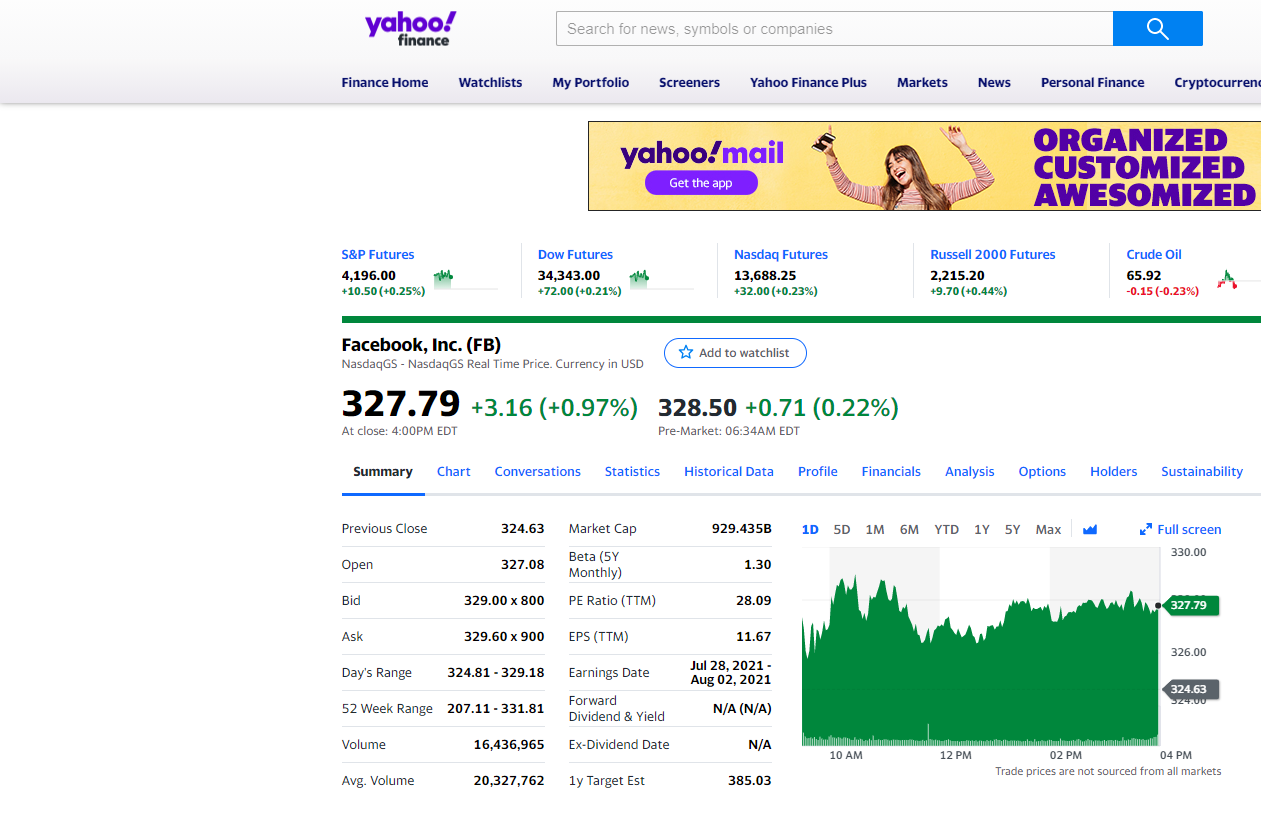 yahoo!
finance
Search for news, symbols or companies
Finance Home Watchlists My Portfolio Screeners Yahoo Finance Plus Markets News Personal Finance Cryptocurrenc
yahoo!mail
Get the app
ORGANIZED
CUSTOMIZED
AWESOMIZED
S&P Futures
4,196.00
+10.50 (+0.25%)
Dow Futures
34,343.00
+72.00 (+0.21%)
Nasdaq Futures
13,688.25
+32.00 (+0.23%)
Russell 2000 Futures
2,215.20
+9.70 (+0.44%)
Crude Oil
65.92
-0.15 (-0.23%)
Facebook, Inc. (FB)
NasdaqGS - NasdaqGS Real Time Price. Currency in USD
Add to watchlist
327.79 +3.16 (+0.97%)
At close: 4:00PM EDT
328.50 +0.71 (0.22%)
Pre-Market: 06:34AM EDT
Summary Chart Conversations Statistics Historical Data Profile Financials Analysis Options Holders Sustainability
Previous Close 324.63
Open 327.08
Bid 329.00 x 800
Ask 329.60 x 900
Day's Range 324.81 - 329.18
52 Week Range 207.11 - 331.81
Volume 16,436,965
Avg. Volume 20,327,762
Market Cap 929.435B
Beta (5Y
Monthly) 1.30
PE Ratio (TTM) 28.09
EPS (TTM) 11.67
Earnings Date Jul 28, 2021 -
Aug 02, 2021
Forward
Dividend & Yield N/A (N/A)
Ex-Dividend Date N/A
1y Target Est 385.03
1D 5D 1M 6M YTD 1Y 5Y Max Full screen
330.00
327.79
326.00
324.63
324.00
10 AM 12 PM 02 PM 04 PM
Trade prices are not sourced from all markets